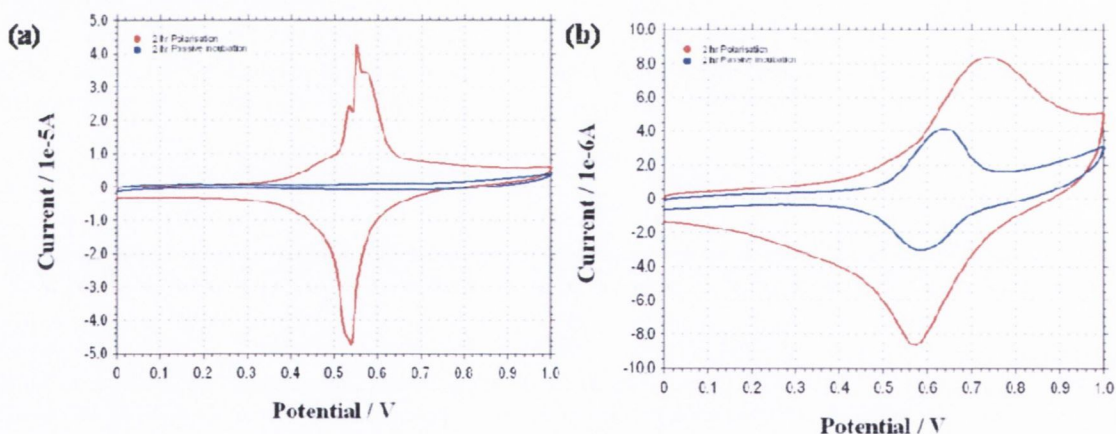 (a)
2 hr Polarisation
2 hr Passive incubation
5.0
4.0
3.0
2.0
1.0
0
-1.0
-2.0
-3.0
-4.0
-5.0
0 0.1 0.2 0.3 0.4 0.5 0.6 0.7 0.8 0.9 1.0
Current / 1e-5A
Potential / V
(b)
2 hr Polarisation
2 hr Passive incubation
10.0
8.0
6.0
4.0
2.0
0
-2.0
-4.0
-6.0
-8.0
-10.0
0 0.1 0.2 0.3 0.4 0.5 0.6 0.7 0.8 0.9 1.0
Current / 1e-6A
Potential / V